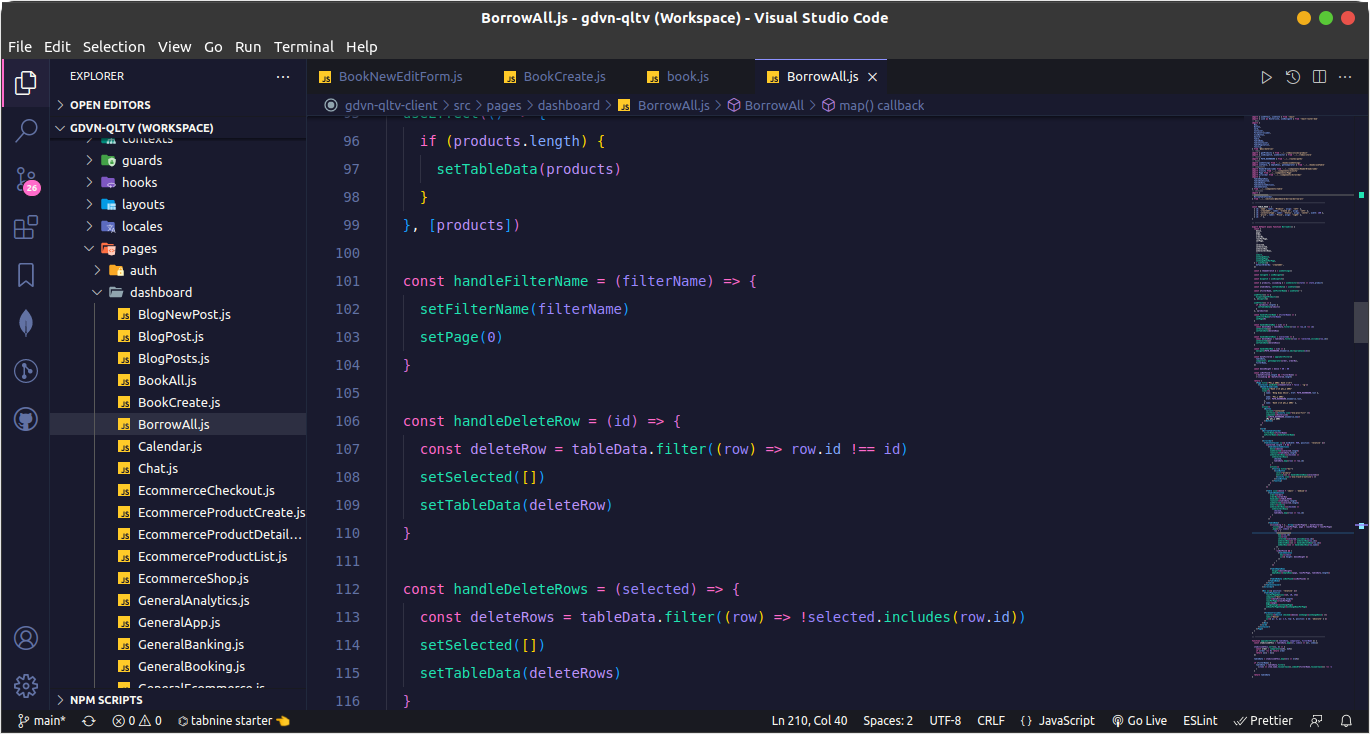 BorrowAll.js - gdvn-qltv (Workspace) - Visual Studio Code
File Edit Selection View Go Run Terminal Help
EXPLORER
OPEN EDITORS
GDVN-QLTV (WORKSPACE)
contexts
guards
hooks
layouts
locales
pages
auth
dashboard
BlogNewPost.js
BlogPost.js
BlogPosts.js
BookAll.js
BookCreate.js
BorrowAll.js
Calendar.js
Chat.js
EcommerceCheckout.js
EcommerceProductCreate.js
EcommerceProductDetail...
EcommerceProductList.js
EcommerceShop.js
GeneralAnalytics.js
GeneralApp.js
GeneralBanking.js
GeneralBooking.js
GeneralEcommerce.js
NPM SCRIPTS
26
BookNewEditForm.js BookCreate.js book.js BorrowAll.js
gdvn-qltv-client > src > pages > dashboard > BorrowAll.js > BorrowAll > map() callback
95 useEffect(() => {
96 if (products.length) {
97 setTableData(products)
98 }
99 }, [products])
100
101 const handleFilterName = (filterName) => {
102 setFilterName(filterName)
103 setPage(0)
104 }
105
106 const handleDeleteRow = (id) => {
107 const deleteRow = tableData.filter((row) => row.id !== id)
108 setSelected([])
109 setTableData(deleteRow)
110 }
111
112 const handleDeleteRows = (selected) => {
113 const deleteRows = tableData.filter((row) => !selected.includes(row.id))
114 setSelected([])
115 setTableData(deleteRows)
116 }
main* 0 0 tabnine starter Ln 210, Col 40 Spaces: 2 UTF-8 CRLF {} JavaScript Go Live ESLint Prettier